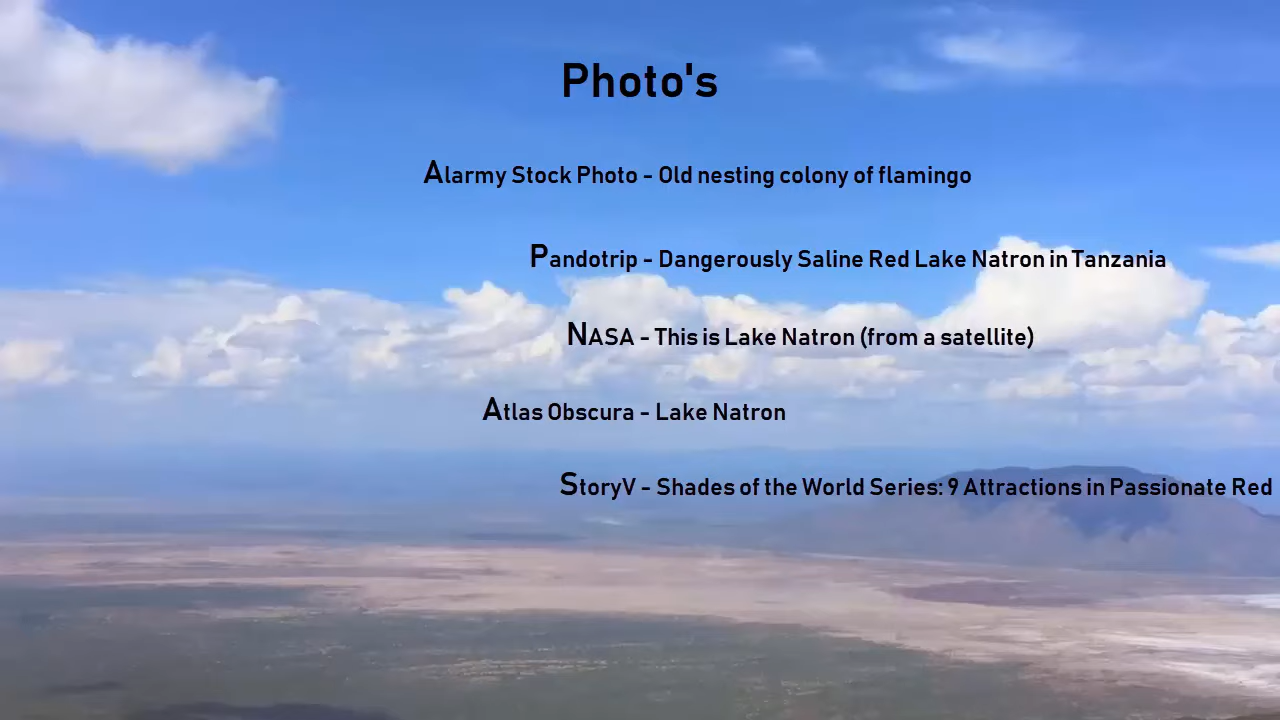 Photo's
Alarmy Stock Photo - Old nesting colony of flamingo
Pandotrip - Dangerously Saline Red Lake Natron in Tanzania
NASA - This is Lake Natron (from a satellite)
Atlas Obscura - Lake Natron
StoryV - Shades of the World Series: 9 Attractions in Passionate Red